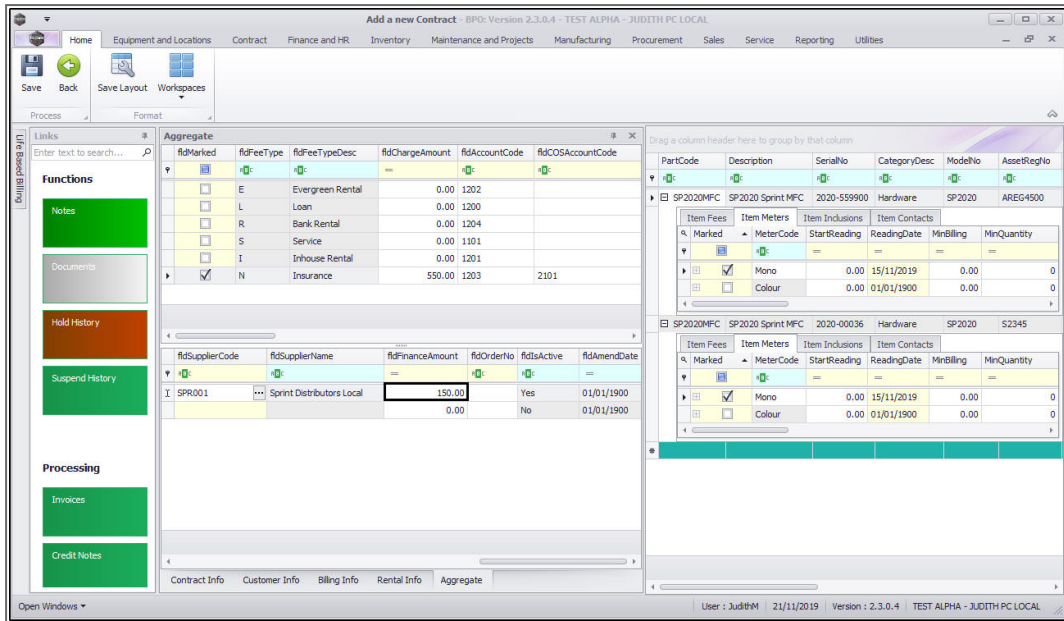 Add a new Contract - BPO: Version 2.3.0.4 - TEST ALPHA - JUDITH PC LOCAL
Home Equipment and Locations Contract Finance and HR Inventory Maintenance and Projects Manufacturing Procurement Sales Service Reporting Utilities
Save Back Save Layout Workspaces
Process Format
Life Based Billing
Links
Enter text to search...
Functions
Notes
Documents
Hold History
Suspend History
Processing
Invoices
Credit Notes
Aggregate
fldMarked fldFeeType fldFeeTypeDesc fldChargeAmount fldAccountCode fldCOSAccountCode
E Evergreen Rental 0.00 1202
L Loan 0.00 1200
R Bank Rental 0.00 1204
S Service 0.00 1101
I Inhouse Rental 0.00 1201
N Insurance 550.00 1203 2101
fldSupplierCode fldSupplierName fldFinanceAmount fldOrderNo fldIsActive fldAmendDate
SPR001 ... Sprint Distributors Local 150.00 Yes 01/01/1900
0.00 No 01/01/1900
Contract Info Customer Info Billing Info Rental Info Aggregate
Drag a column header here to group by that column
PartCode Description SerialNo CategoryDesc ModelNo AssetRegNo
SP2020MFC SP2020 Sprint MFC 2020-559900 Hardware SP2020 AREG4500
Item Fees Item Meters Item Inclusions Item Contacts
Marked MeterCode StartReading ReadingDate MinBilling MinQuantity
Mono 0.00 15/11/2019 0.00 0
Colour 0.00 01/01/1900 0.00 0
SP2020MFC SP2020 Sprint MFC 2020-00036 Hardware SP2020 S2345
Item Fees Item Meters Item Inclusions Item Contacts
Marked MeterCode StartReading ReadingDate MinBilling MinQuantity
Mono 0.00 15/11/2019 0.00 0
Colour 0.00 01/01/1900 0.00 0
Open Windows User : JudithM 21/11/2019 Version : 2.3.0.4 TEST ALPHA - JUDITH PC LOCAL